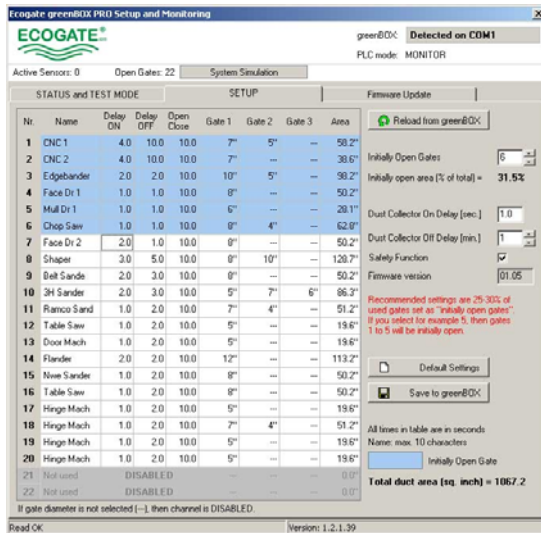 Ecogate greenBOX PRO Setup and Monitoring
ECOGATE®
greenBOX: Detected on COM1
PLC mode: MONITOR
Active Sensors: 0 Open Gates: 22 System Simulation
STATUS and TEST MODE SETUP Firmware Update
Nr. Name Delay ON Delay OFF Open Close Gate 1 Gate 2 Gate 3 Area
1 CNC 1 4.0 10.0 10.0 7" 5" --- 58.2"
2 CNC 2 4.0 10.0 10.0 7" --- --- 38.6"
3 Edgebander 2.0 2.0 10.0 10" 5" --- 98.2"
4 Face Dr 1 1.0 1.0 10.0 8" --- --- 50.2"
5 Mull Dr 1 1.0 1.0 10.0 6" --- --- 28.1"
6 Chop Saw 1.0 1.0 10.0 8" 4" --- 62.8"
7 Face Dr 2 2.0 1.0 10.0 8" --- --- 50.2"
8 Shaper 3.0 5.0 10.0 8" 10" --- 128.7"
9 Belt Sande 2.0 3.0 10.0 8" --- --- 50.2"
10 3H Sander 2.0 3.0 10.0 5" 7" 6" 86.3"
11 Ramco Sand 1.0 2.0 10.0 7" 4" --- 51.2"
12 Table Saw 1.0 2.0 10.0 5" --- --- 19.6"
13 Door Mach 1.0 2.0 10.0 5" --- --- 19.6"
14 Flander 2.0 2.0 10.0 12" --- --- 113.2"
15 Nwe Sander 1.0 2.0 10.0 8" --- --- 50.2"
16 Table Saw 1.0 2.0 10.0 8" --- --- 50.2"
17 Hinge Mach 1.0 2.0 10.0 5" --- --- 19.6"
18 Hinge Mach 1.0 2.0 10.0 7" 4" --- 51.2"
19 Hinge Mach 1.0 2.0 10.0 5" --- --- 19.6"
20 Hinge Mach 1.0 2.0 10.0 5" --- --- 19.6"
21 Not used DISABLED --- --- 0.0"
22 Not used DISABLED --- --- 0.0"
If gate diameter is not selected (---), then channel is DISABLED.
Reload from greenBOX
Initially Open Gates 6
Initially open area (% of total) = 31.5%
Dust Collector On Delay [sec.] 1.0
Dust Collector Off Delay [min.] 1
Safety Function
Firmware version 01.05
Recommended settings are 25-30% of
used gates set as "initially open gates".
If you select for example 5, then gates
1 to 5 will be initially open.
Default Settings
Save to greenBOX
All times in table are in seconds
Name: max. 10 characters
Initially Open Gate
Total duct area (sq. inch) = 1067.2
Read OK Version: 1.2.1.39